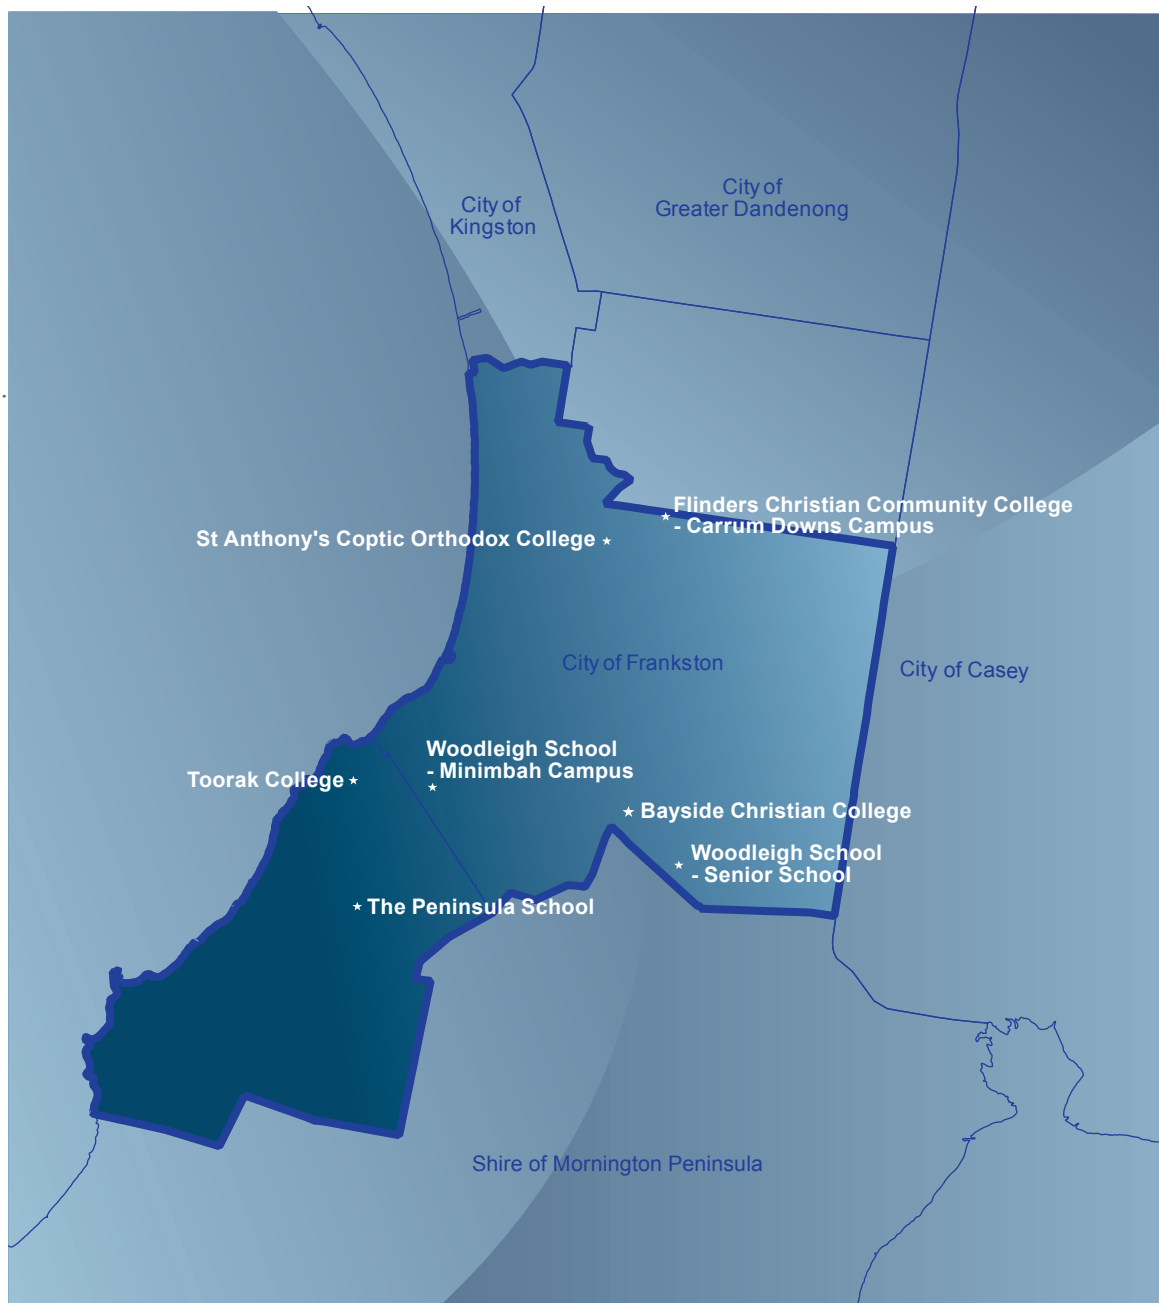 City of
Greater Dandenong
City of
Kingston
Flinders Christian Community College
- Carrum Downs Campus
St Anthony's Coptic Orthodox College
City of Frankston
City of Casey
Woodleigh School
- Minimbah Campus
Toorak College
Bayside Christian College
Woodleigh School
- Senior School
The Peninsula School
Shire of Mornington Peninsula